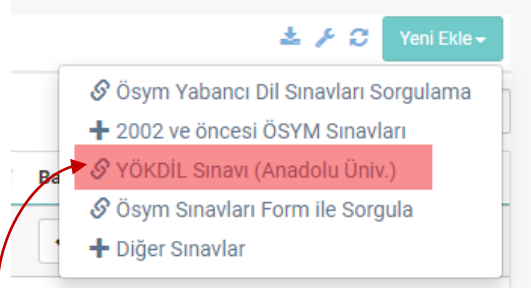 Yeni Ekle
Ösym Yabancı Dil Sınavları Sorgulama
2002 ve öncesi ÖSYM Sınavları
Ba
YÖKDİL Sınavı (Anadolu Üniv.)
Ösym Sınavları Form ile Sorgula
Diğer Sınavlar